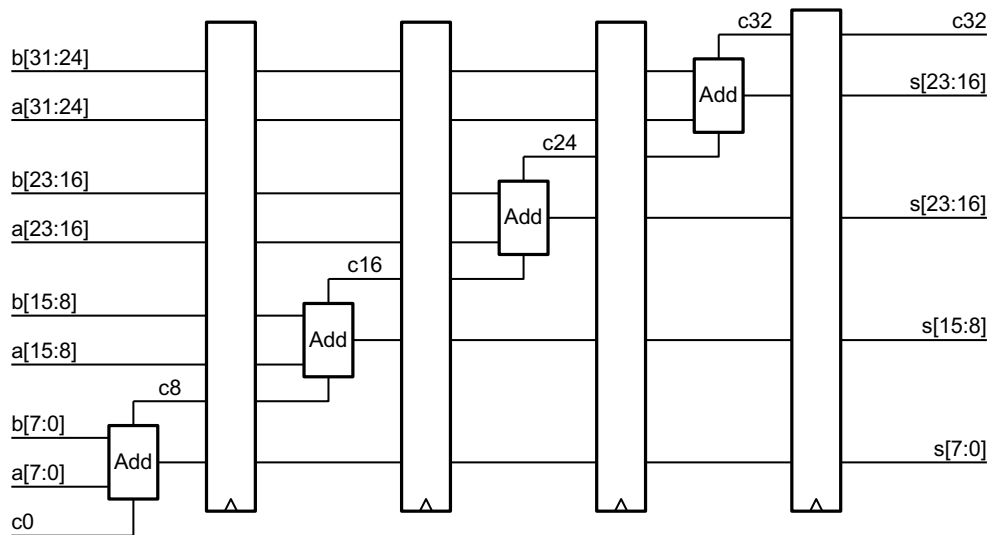 c32
c32
b[31:24]
Add
s[23:16]
a[31:24]
c24
b[23:16]
Add
s[23:16]
a[23:16]
c16
b[15:8]
Add
s[15:8]
a[15:8]
c8
b[7:0]
Add
s[7:0]
a[7:0]
c0